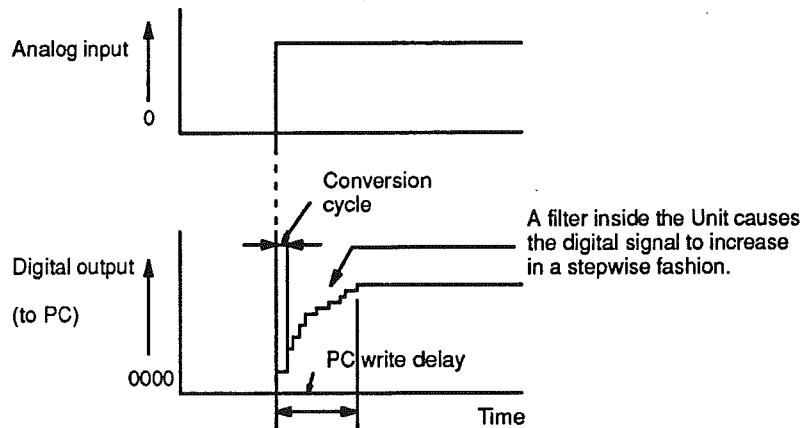 Analog input
0
Conversion
cycle
A filter inside the Unit causes
the digital signal to increase
in a stepwise fashion.
Digital output
(to PC)
PC write delay
0000
Time